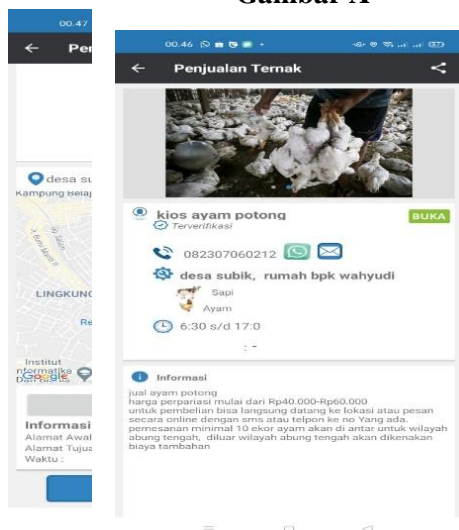 Gambar A
00.47
Per
desa su
Kampung Belaj
LINGKUNG
Re
Institut
Informatika
Google
Informasi
Alamat Awal
Alamat Tujua
Waktu :
00.46
Penjualan Ternak
kios ayam potong
BUKA
Terverifikasi
082307060212
desa subik, rumah bpk wahyudi
Sapi
Ayam
6:30 s/d 17:0
: -
Informasi
jual ayam potong
harga perpariasi mulai dari Rp40.000-Rp60.000
untuk pembelian bisa langsung datang ke lokasi atau pesan
secara online dengan sms atau telpon ke no Yang ada.
pemesanan minimal 10 ekor ayam akan di antar untuk wilayah
abung tengah, diluar wilayah abung tengah akan dikenakan
biaya tambahan